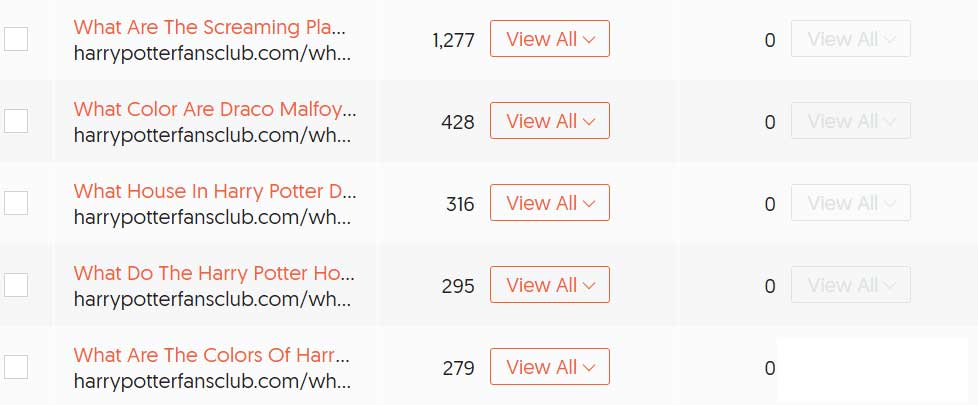 What Are The Screaming Pla...
harrypotterfansclub.com/wh...
1,277 View All 0 View All
What Color Are Draco Malfoy...
harrypotterfansclub.com/wh...
428 View All 0 View All
What House In Harry Potter D...
harrypotterfansclub.com/wh...
316 View All 0 View All
What Do The Harry Potter Ho...
harrypotterfansclub.com/wh...
295 View All 0 View All
What Are The Colors Of Harr...
harrypotterfansclub.com/wh...
279 View All 0